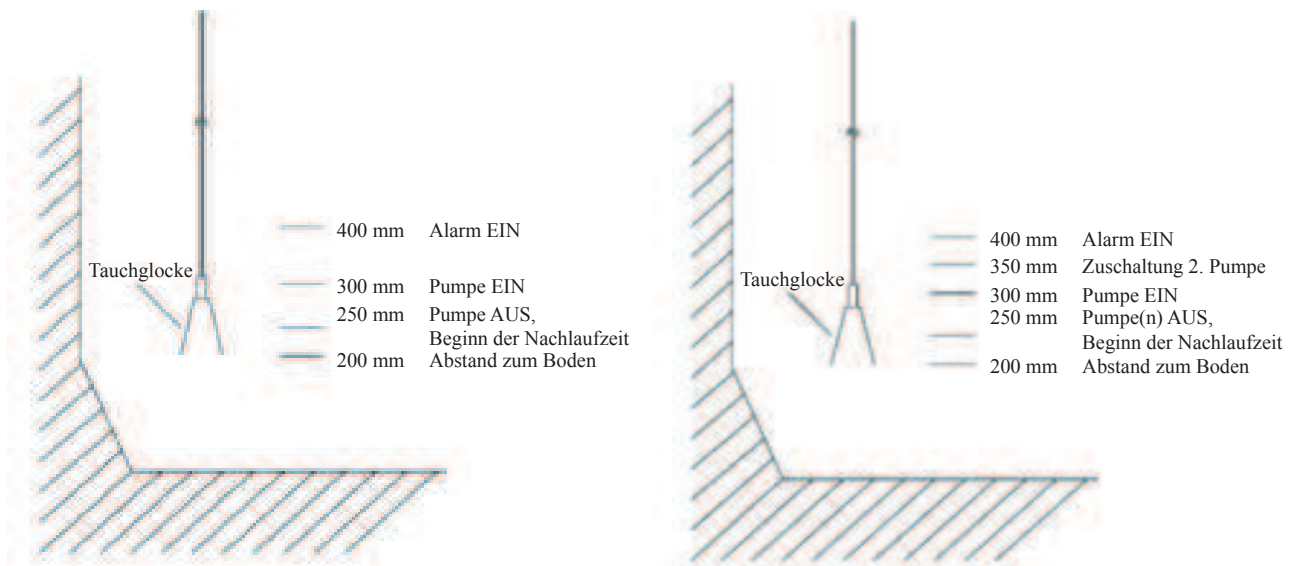 Tauchglocke
400 mm Alarm EIN
300 mm Pumpe EIN
250 mm Pumpe AUS,
Beginn der Nachlaufzeit
200 mm Abstand zum Boden
Tauchglocke
400 mm Alarm EIN
350 mm Zuschaltung 2. Pumpe
300 mm Pumpe EIN
250 mm Pumpe(n) AUS,
Beginn der Nachlaufzeit
200 mm Abstand zum Boden